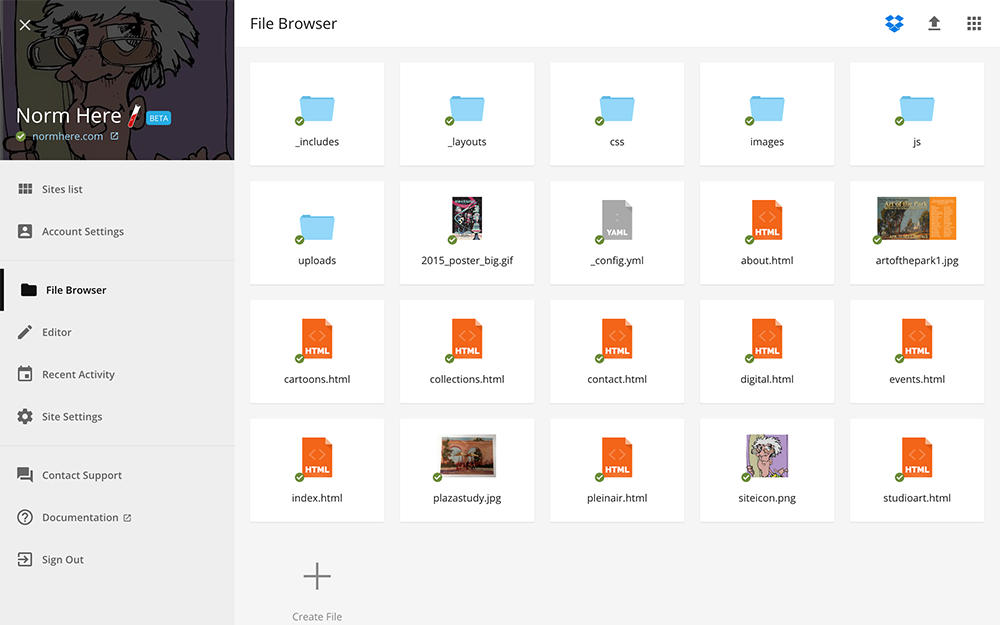 File Browser
Norm Here BETA
normhere.com
Sites list
Account Settings
File Browser
Editor
Recent Activity
Site Settings
Contact Support
Documentation
Sign Out
_includes
_layouts
css
images
js
uploads
2015_poster_big.gif
YAML
_config.yml
HTML
about.html
Art of the Park
artofthepark1.jpg
HTML
cartoons.html
HTML
collections.html
HTML
contact.html
HTML
digital.html
HTML
events.html
HTML
index.html
plazastudy.jpg
HTML
pleinair.html
siteicon.png
HTML
studioart.html
Create File